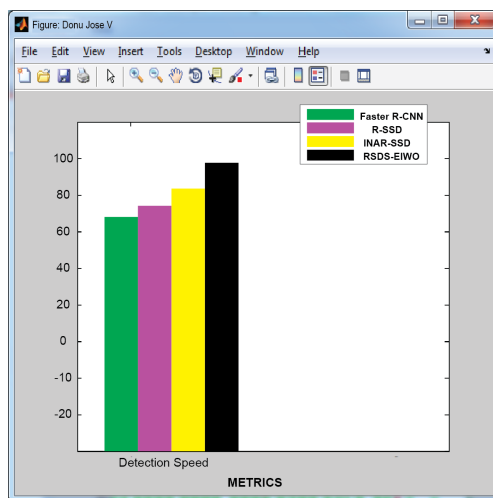 Figure: Donu Jose V
File Edit View Insert Tools Desktop Window Help
Faster R-CNN
R-SSD
INAR-SSD
RSDS-EIWO
100
80
60
40
20
0
-10
-20
Detection Speed
METRICS